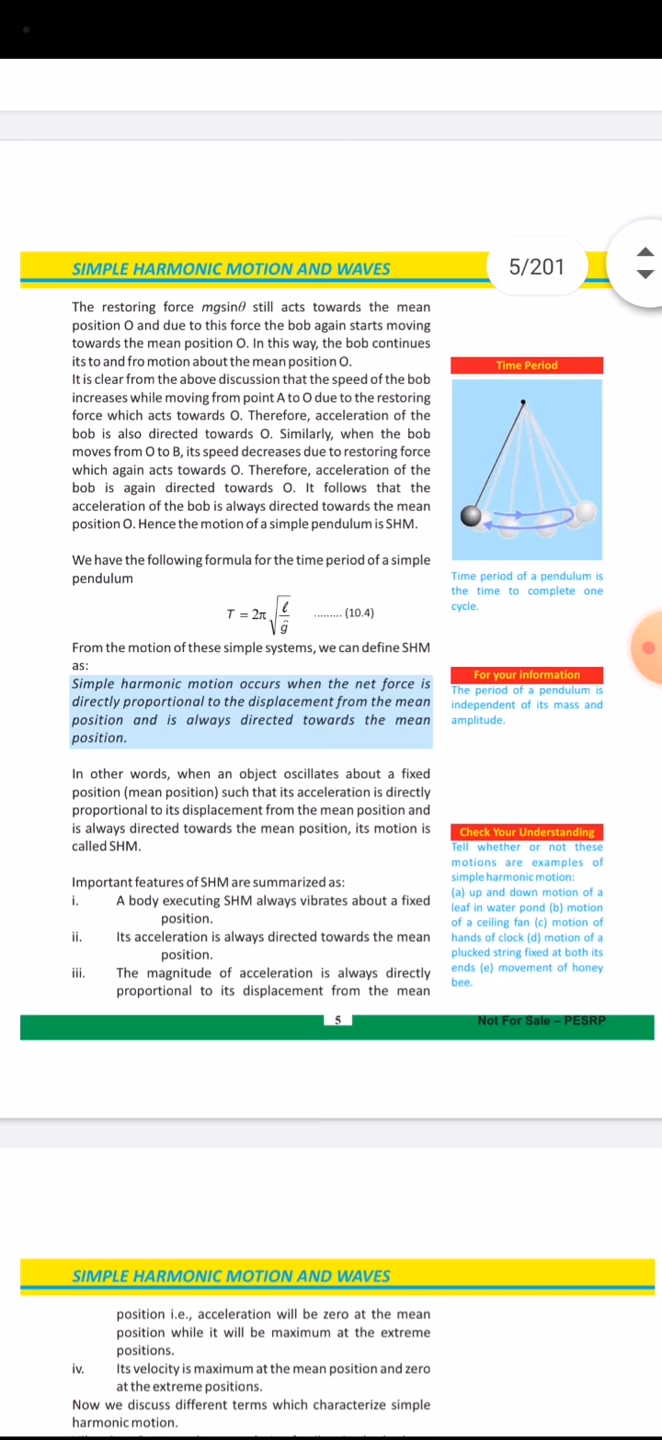 SIMPLE HARMONIC MOTION AND WAVES
5/201
The restoring force mgsinθ still acts towards the mean
position O and due to this force the bob again starts moving
towards the mean position O. In this way, the bob continues
its to and fro motion about the mean position O.
It is clear from the above discussion that the speed of the bob
increases while moving from point A to O due to the restoring
force which acts towards O. Therefore, acceleration of the
bob is also directed towards O. Similarly, when the bob
moves from O to B, its speed decreases due to restoring force
which again acts towards O. Therefore, acceleration of the
bob is again directed towards O. It follows that the
acceleration of the bob is always directed towards the mean
position O. Hence the motion of a simple pendulum is SHM.
We have the following formula for the time period of a simple
pendulum
T = 2π √(ℓ/g) ......... (10.4)
From the motion of these simple systems, we can define SHM
as:
Simple harmonic motion occurs when the net force is
directly proportional to the displacement from the mean
position and is always directed towards the mean
position.
In other words, when an object oscillates about a fixed
position (mean position) such that its acceleration is directly
proportional to its displacement from the mean position and
is always directed towards the mean position, its motion is
called SHM.
Important features of SHM are summarized as:
i. A body executing SHM always vibrates about a fixed
position.
ii. Its acceleration is always directed towards the mean
position.
iii. The magnitude of acceleration is always directly
proportional to its displacement from the mean
Time Period
Time period of a pendulum is
the time to complete one
cycle.
For your information
The period of a pendulum is
independent of its mass and
amplitude.
Check Your Understanding
Tell whether or not these
motions are examples of
simple harmonic motion:
(a) up and down motion of a
leaf in water pond (b) motion
of a ceiling fan (c) motion of
hands of clock (d) motion of a
plucked string fixed at both its
ends (e) movement of honey
bee.
5
Not For Sale – PESRP
SIMPLE HARMONIC MOTION AND WAVES
position i.e., acceleration will be zero at the mean
position while it will be maximum at the extreme
positions.
iv. Its velocity is maximum at the mean position and zero
at the extreme positions.
Now we discuss different terms which characterize simple
harmonic motion.